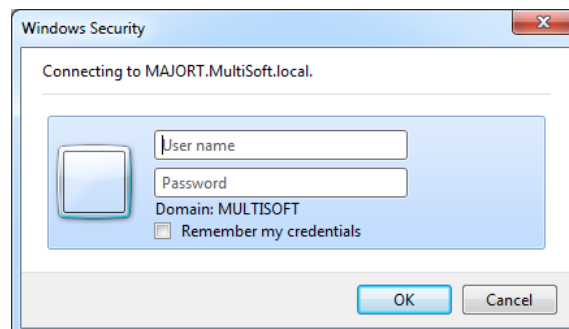 Windows Security
Connecting to MAJORT.MultiSoft.local.
User name
Password
Domain: MULTISOFT
Remember my credentials
OK Cancel